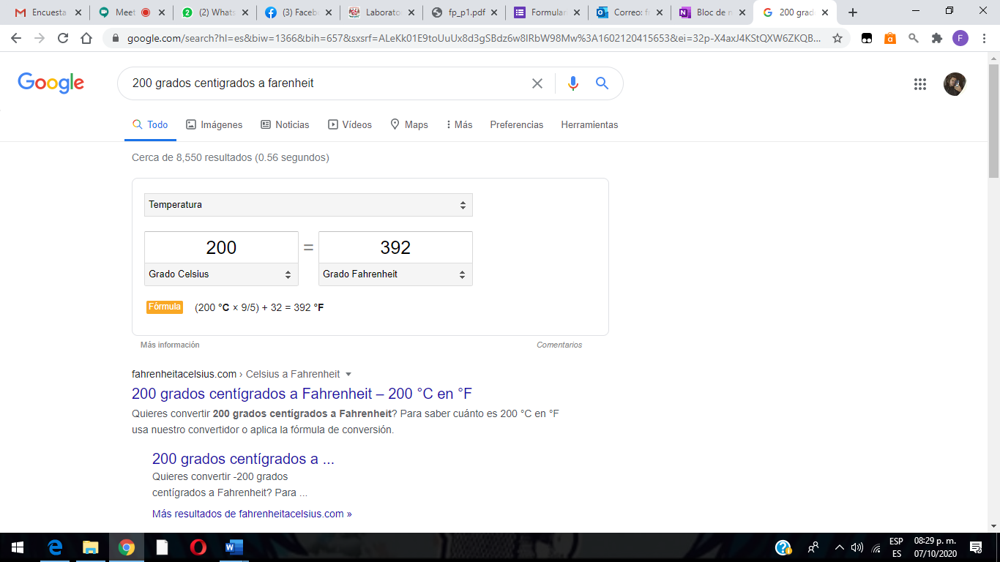 Encuesta
Meet
(2) Whats
(3) Faceb
Laborato
fp_p1.pdf
Formular
Correo: f
Bloc de n
200 grad
google.com/search?hl=es&biw=1366&bih=657&sxsrf=ALeKk01E9toUuUx8d3gSBdz6w8IRbW98Mw%3A1602120415653&ei=32p-X4axJ4KStQXW6ZKQB...
F
Google
200 grados centigrados a farenheit
Todo
Imágenes
Noticias
Vídeos
Maps
Más
Preferencias
Herramientas
Cerca de 8,550 resultados (0.56 segundos)
Temperatura
200 = 392
Grado Celsius
Grado Fahrenheit
Fórmula (200 °C × 9/5) + 32 = 392 °F
Más información
Comentarios
fahrenheitacelsius.com › Celsius a Fahrenheit
200 grados centígrados a Fahrenheit – 200 °C en °F
Quieres convertir 200 grados centígrados a Fahrenheit? Para saber cuánto es 200 °C en °F
usa nuestro convertidor o aplica la fórmula de conversión.
200 grados centígrados a ...
Quieres convertir -200 grados
centígrados a Fahrenheit? Para ...
Más resultados de fahrenheitacelsius.com »
ESP
ES
08:29 p. m.
07/10/2020